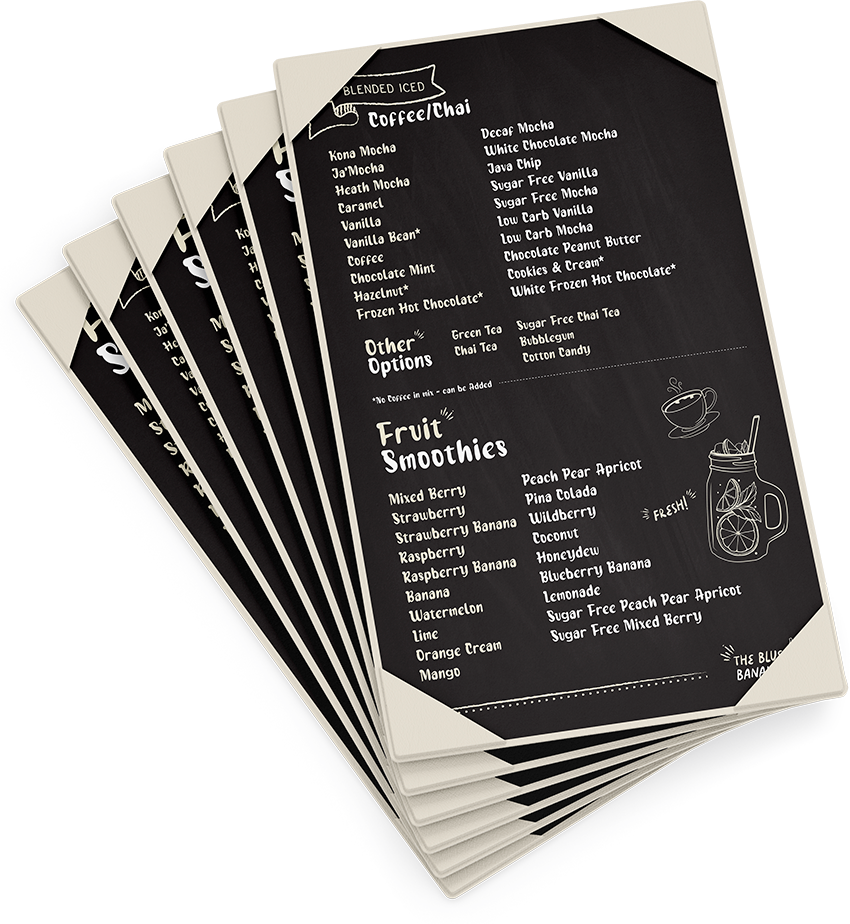 BLENDED ICED
Coffee/Chai
Kona Mocha
Ja'Mocha
Heath Mocha
Caramel
Vanilla
Vanilla Bean*
Coffee
Chocolate Mint
Hazelnut*
Frozen Hot Chocolate*
Decaf Mocha
White Chocolate Mocha
Java Chip
Sugar Free Vanilla
Sugar Free Mocha
Low Carb Vanilla
Low Carb Mocha
Chocolate Peanut Butter
Cookies & Cream*
White Frozen Hot Chocolate*
Other
Options
Green Tea
Chai Tea
Sugar Free Chai Tea
Bubblegum
Cotton Candy
*No Coffee in mix - can be Added
Fruit
Smoothies
Mixed Berry
Strawberry
Strawberry Banana
Raspberry
Raspberry Banana
Banana
Watermelon
Lime
Orange Cream
Mango
Peach Pear Apricot
Pina Colada
Wildberry
Coconut
Honeydew
Blueberry Banana
Lemonade
Sugar Free Peach Pear Apricot
Sugar Free Mixed Berry
FRESH!
THE